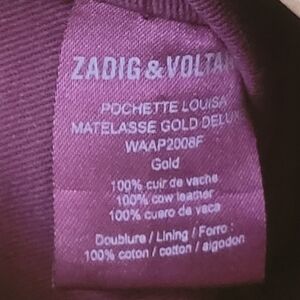 ZADIG & VOLTAI
POCHETTE LOUISA
MATELASSE GOLD DELUX
WAAP2008F
Gold
100% cuir de vache
100% cow leather
100% cuero de vaca
Doublure / Lining / Forro :
100% coton / cotton / algodon